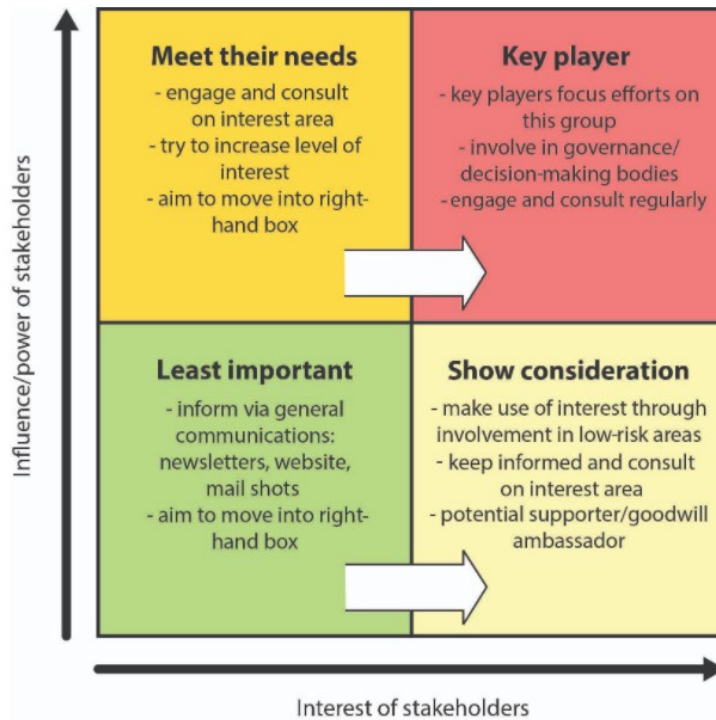 Influence/power of stakeholders
Meet their needs
- engage and consult
on interest area
- try to increase level of
interest
- aim to move into right-
hand box
Key player
- key players focus efforts on
this group
- involve in governance/
decision-making bodies
- engage and consult regularly
Least important
- inform via general
communications:
newsletters, website,
mail shots
- aim to move into right-
hand box
Show consideration
- make use of interest through
involvement in low-risk areas
- keep informed and consult
on interest area
- potential supporter/goodwill
ambassador
Interest of stakeholders